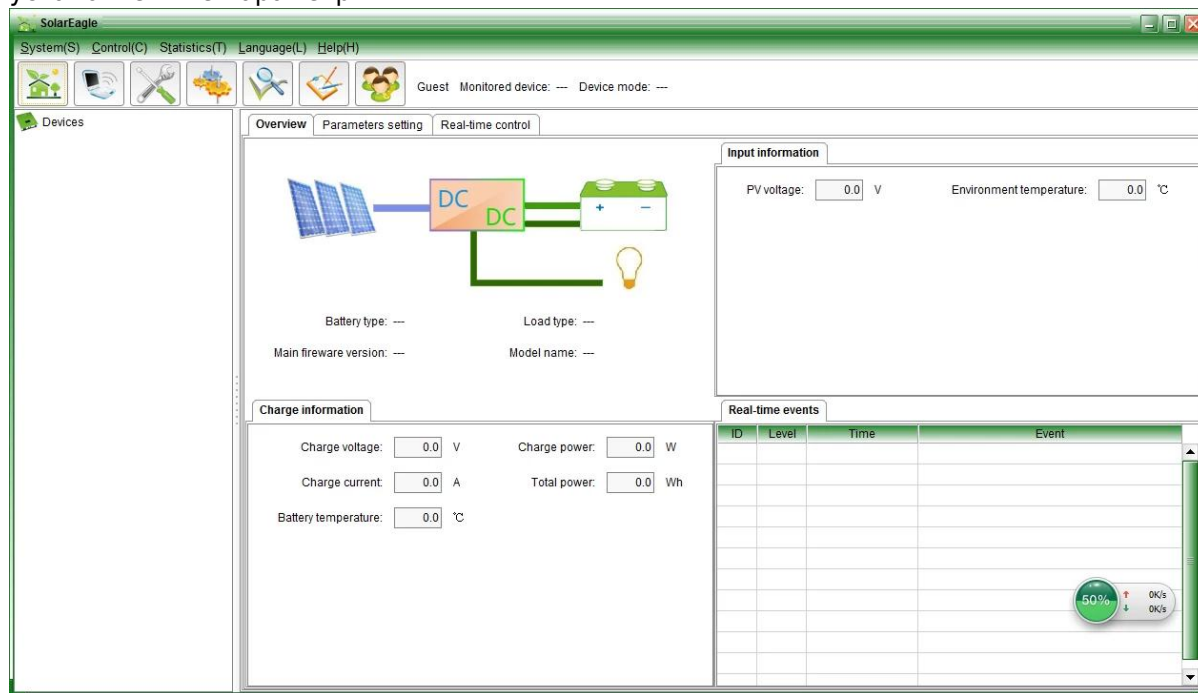 SolarEagle
System(S) Control(C) Statistics(T) Language(L) Help(H)
Guest Monitored device: --- Device mode: ---
Devices
Overview Parameters setting Real-time control
DC
DC
+ −
Battery type: --- Load type: ---
Main fireware version: --- Model name: ---
Input information
PV voltage: 0.0 V Environment temperature: 0.0 ℃
Charge information
Charge voltage: 0.0 V Charge power: 0.0 W
Charge current: 0.0 A Total power: 0.0 Wh
Battery temperature: 0.0 ℃
Real-time events
ID Level Time Event
50% ↑ 0K/s
↓ 0K/s